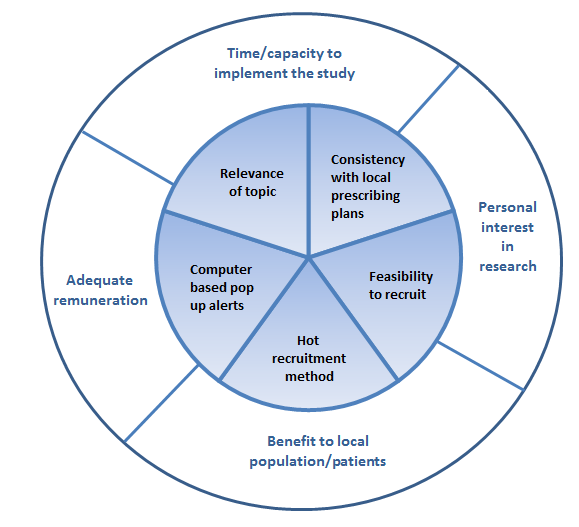 Time/capacity to
implement the study
Relevance
of topic
Consistency
with local
prescribing
plans
Personal
interest
in
research
Adequate
remuneration
Computer
based pop
up alerts
Feasibility
to recruit
Hot
recruitment
method
Benefit to local
population/patients